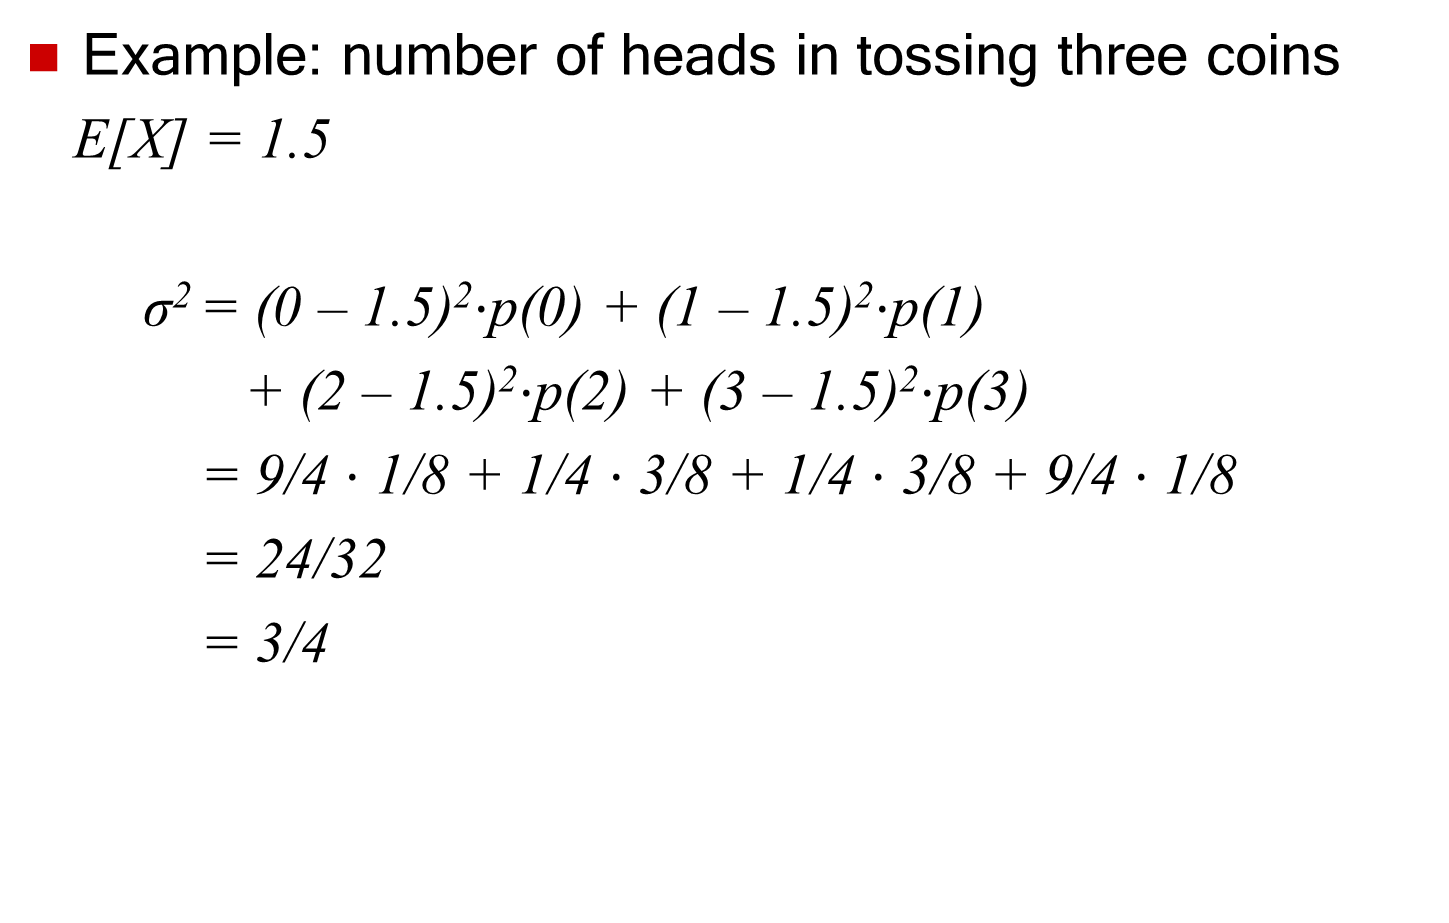 Example: number of heads in tossing three coins
E[X] = 1.5
σ² = (0 – 1.5)²·p(0) + (1 – 1.5)²·p(1)
+ (2 – 1.5)²·p(2) + (3 – 1.5)²·p(3)
= 9/4 · 1/8 + 1/4 · 3/8 + 1/4 · 3/8 + 9/4 · 1/8
= 24/32
= 3/4